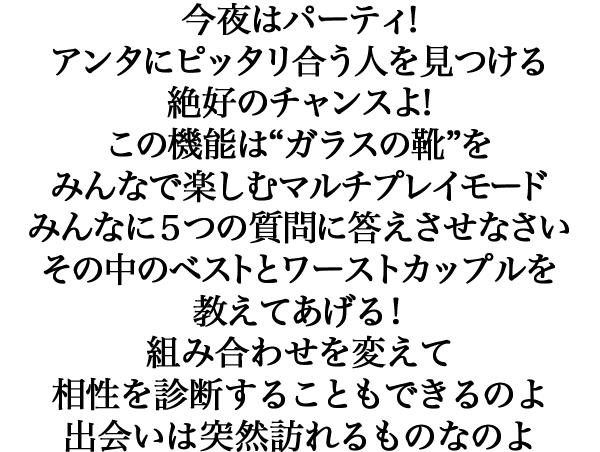 今夜はパーティ!
アンタにピッタリ合う人を見つける
絶好のチャンスよ!
この機能は“ガラスの靴”を
みんなで楽しむマルチプレイモード
みんなに５つの質問に答えさせなさい
その中のベストとワーストカップルを
教えてあげる！
組み合わせを変えて
相性を診断することもできるのよ
出会いは突然訪れるものなのよ